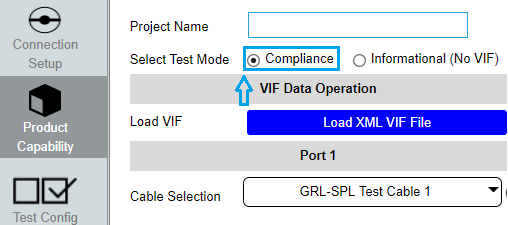 Connection
Setup
Product
Capability
Test Config
Project Name
Select Test Mode Compliance Informational (No VIF)
VIF Data Operation
Load VIF Load XML VIF File
Port 1
Cable Selection GRL-SPL Test Cable 1